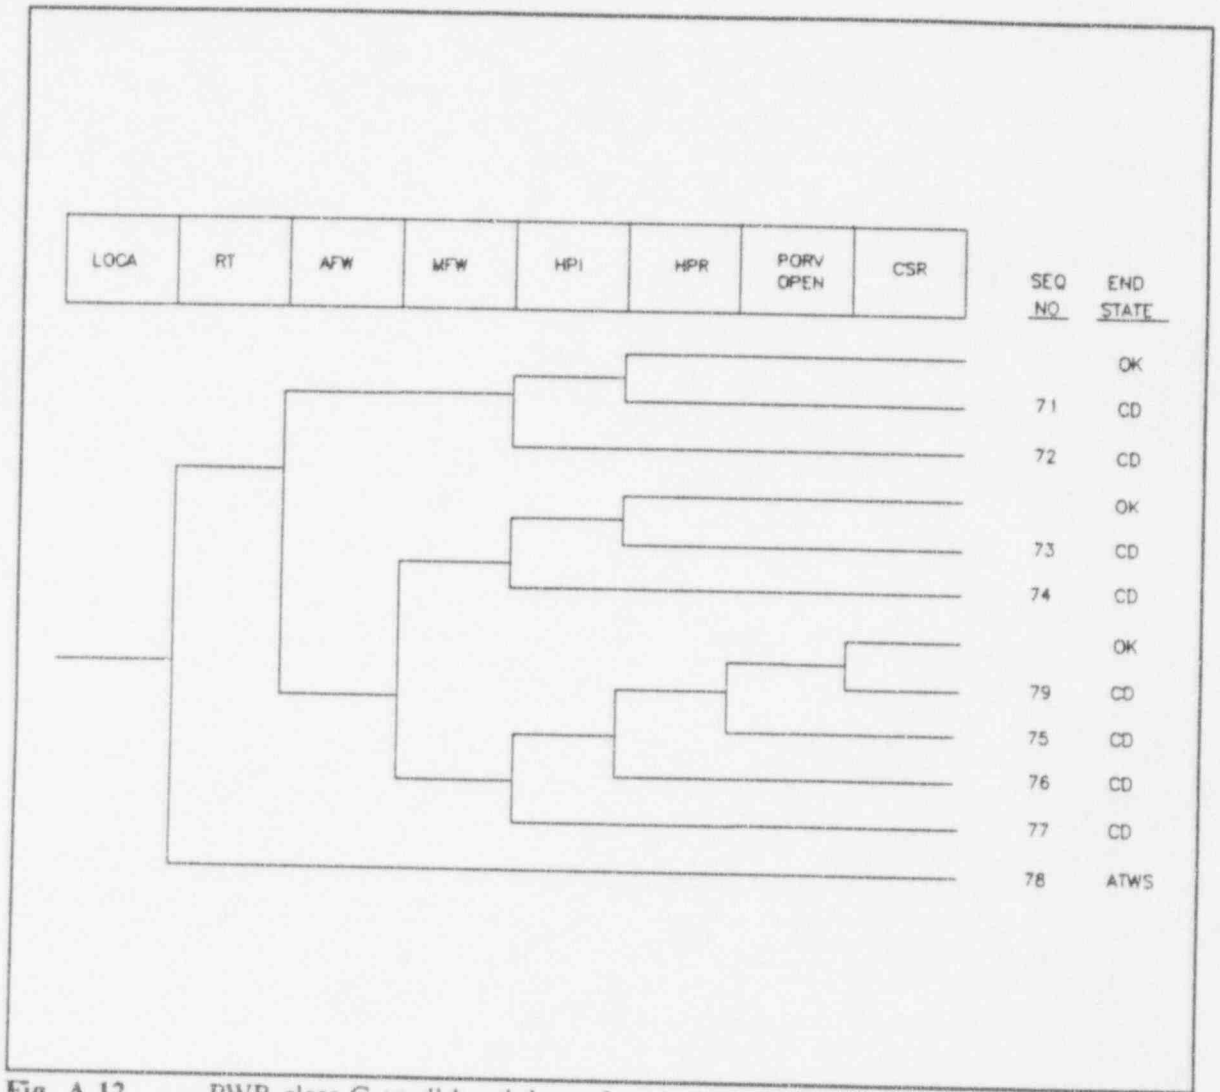 LOCA RT AFW MFW HPI HPR PORV OPEN CSR
SEQ NO END STATE
OK
71 CD
72 CD
OK
73 CD
74 CD
OK
79 CD
75 CD
76 CD
77 CD
78 ATWS
Fig. A.12 PWR class G